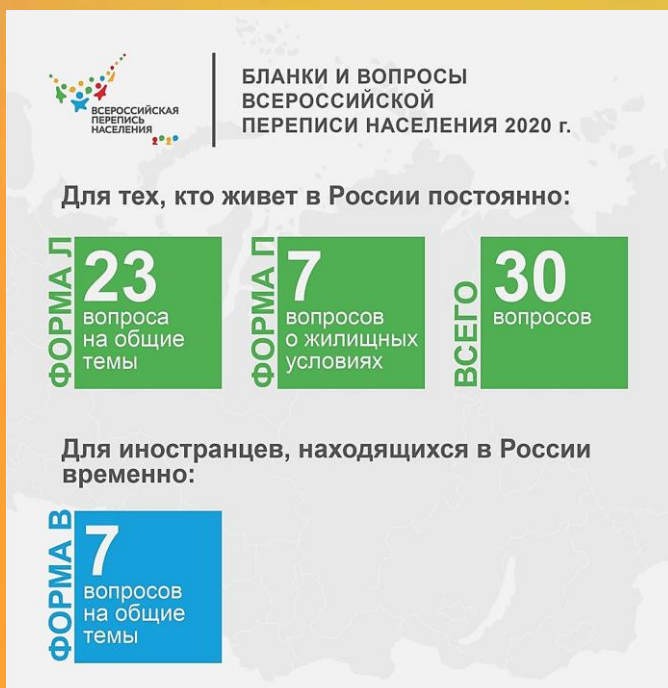 ВСЕРОССИЙСКАЯ
ПЕРЕПИСЬ
НАСЕЛЕНИЯ
2020
БЛАНКИ И ВОПРОСЫ
ВСЕРОССИЙСКОЙ
ПЕРЕПИСИ НАСЕЛЕНИЯ 2020 г.
Для тех, кто живет в России постоянно:
ФОРМА Л
23
вопроса
на общие
темы
ФОРМА П
7
вопросов
о жилищных
условиях
ВСЕГО
30
вопросов
Для иностранцев, находящихся в России
временно:
ФОРМА В
7
вопросов
на общие
темы